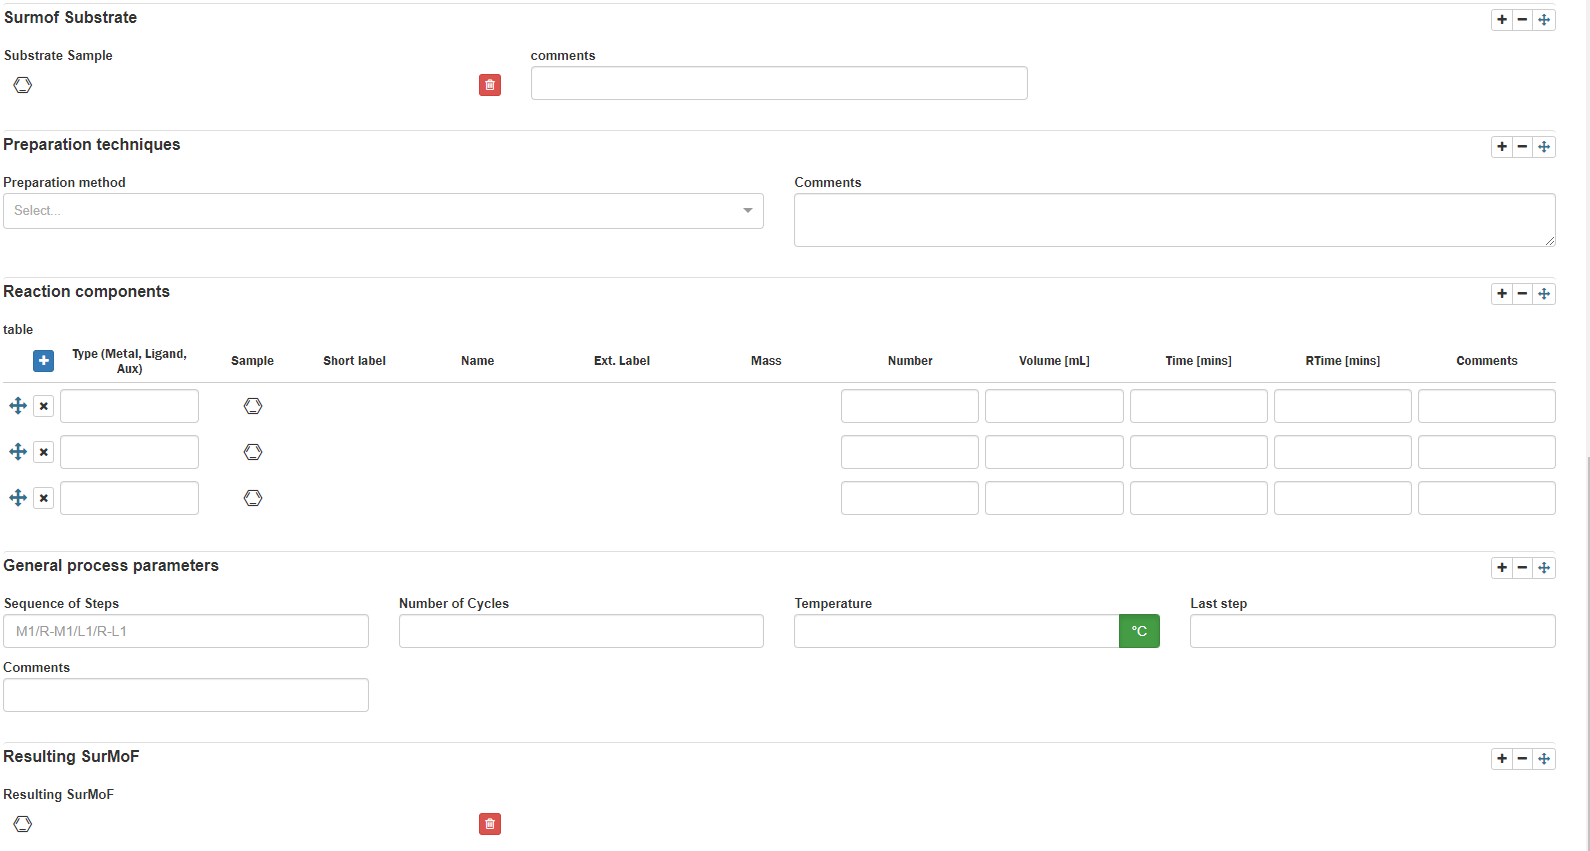 Surmof Substrate
Substrate Sample
comments
Preparation techniques
Preparation method
Comments
Select...
Reaction components
table
Type (Metal, Ligand,
Aux)
Sample
Short label
Name
Ext. Label
Mass
Number
Volume [mL]
Time [mins]
RTime [mins]
Comments
General process parameters
Sequence of Steps
Number of Cycles
Temperature
Last step
M1/R-M1/L1/R-L1
°C
Comments
Resulting SurMoF
Resulting SurMoF